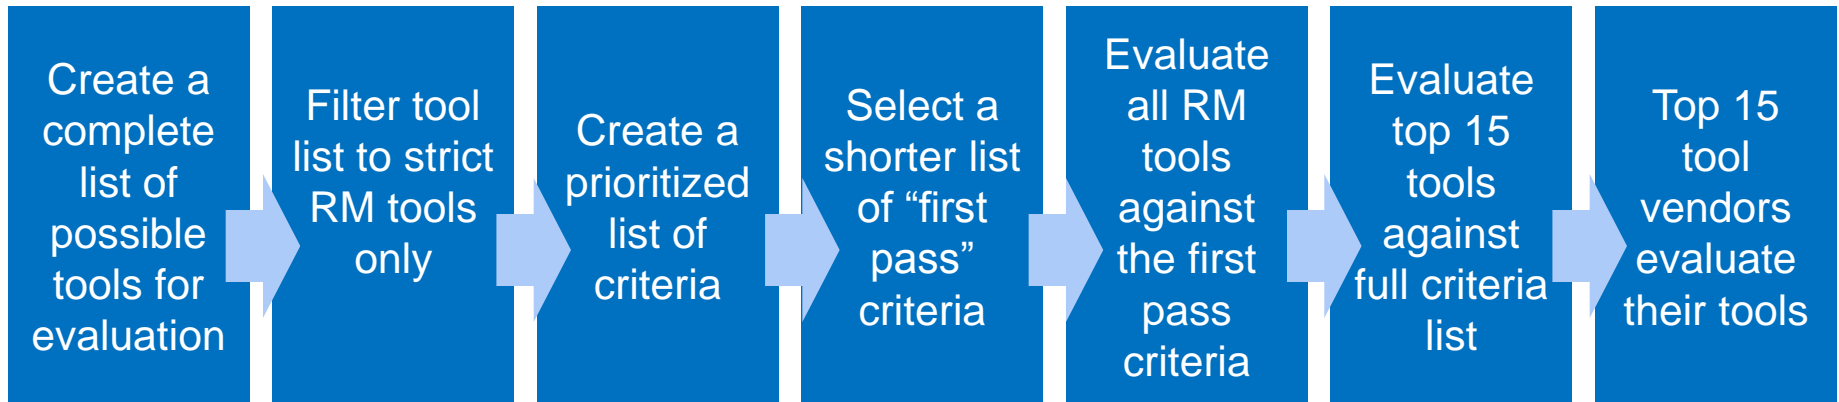 Create a
complete
list of
possible
tools for
evaluation
Filter tool
list to strict
RM tools
only
Create a
prioritized
list of
criteria
Select a
shorter list
of “first
pass”
criteria
Evaluate
all RM
tools
against
the first
pass
criteria
Evaluate
top 15
tools
against
full criteria
list
Top 15
tool
vendors
evaluate
their tools